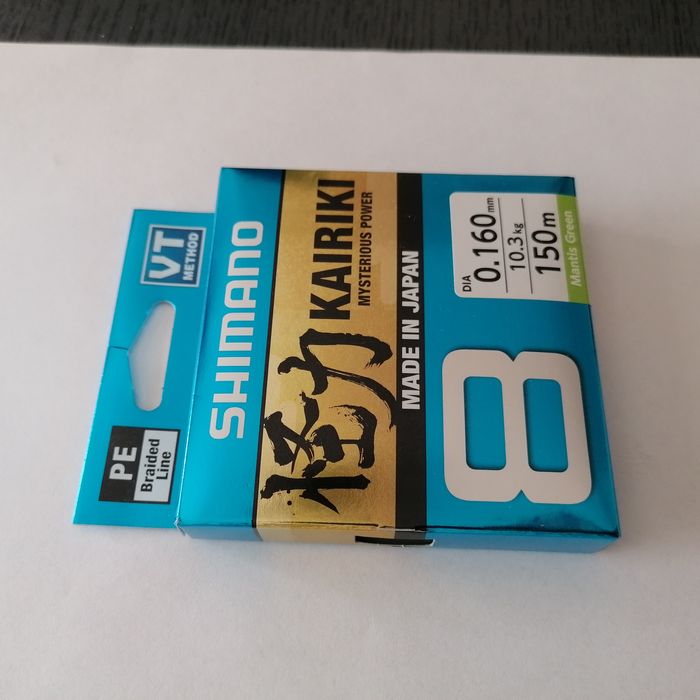 VT
METHOD
PE
Braided
Line
SHIMANO
怪力
KAIRIKI
MYSTERIOUS POWER
MADE IN JAPAN
DIA 0.160mm
10.3kg
150m
Mantis Green
8